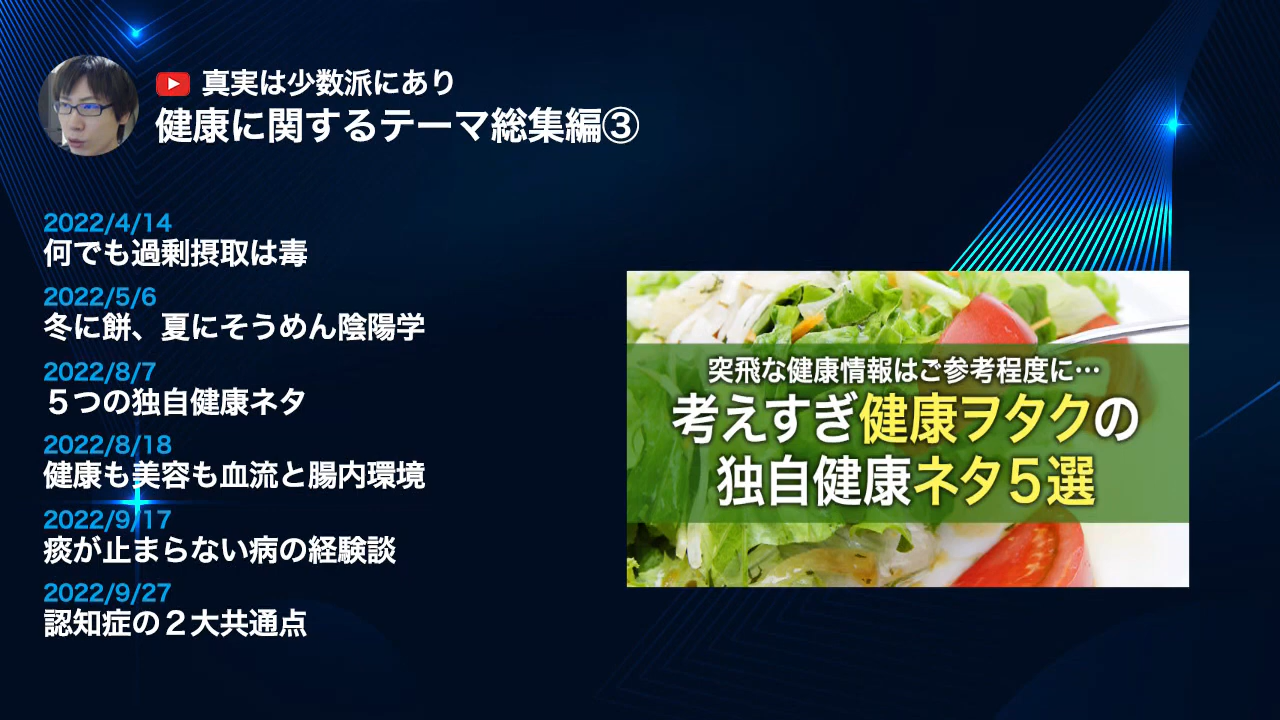 真実は少数派にあり
健康に関するテーマ総集編③
2022/4/14
何でも過剰摂取は毒
2022/5/6
冬に餅、夏にそうめん陰陽学
2022/8/7
５つの独自健康ネタ
2022/8/18
健康も美容も血流と腸内環境
2022/9/17
痰が止まらない病の経験談
2022/9/27
認知症の２大共通点
突飛な健康情報はご参考程度に…
考えすぎ健康ヲタクの
独自健康ネタ５選